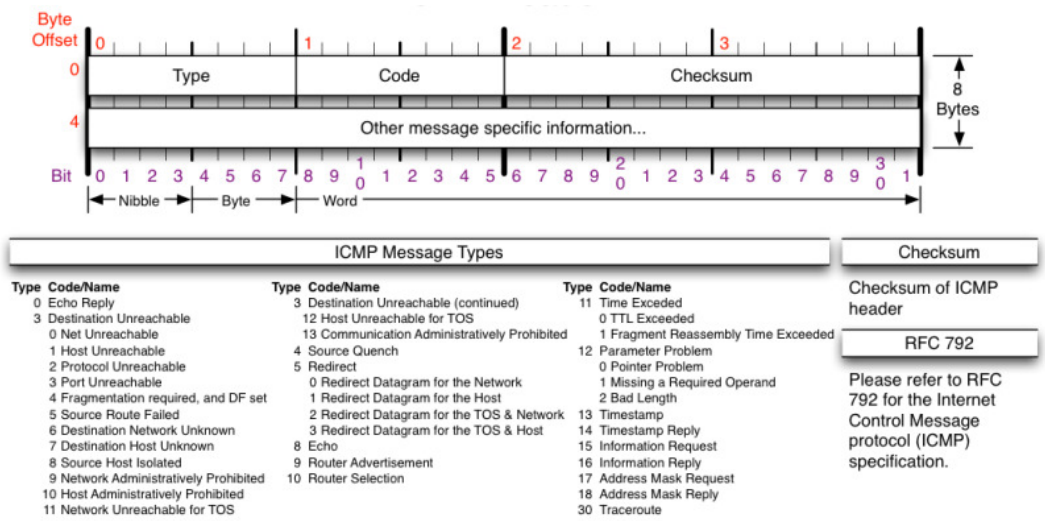 Byte
Offset 0 1 2 3
0 Type Code Checksum
8
Bytes
4 Other message specific information...
Bit 0 1 2 3 4 5 6 7 8 9 10 1 2 3 4 5 6 7 8 9 20 1 2 3 4 5 6 7 8 9 30 1
Nibble Byte Word
ICMP Message Types
Type Code/Name
0 Echo Reply
3 Destination Unreachable
0 Net Unreachable
1 Host Unreachable
2 Protocol Unreachable
3 Port Unreachable
4 Fragmentation required, and DF set
5 Source Route Failed
6 Destination Network Unknown
7 Destination Host Unknown
8 Source Host Isolated
9 Network Administratively Prohibited
10 Host Administratively Prohibited
11 Network Unreachable for TOS
Type Code/Name
3 Destination Unreachable (continued)
12 Host Unreachable for TOS
13 Communication Administratively Prohibited
4 Source Quench
5 Redirect
0 Redirect Datagram for the Network
1 Redirect Datagram for the Host
2 Redirect Datagram for the TOS & Network
3 Redirect Datagram for the TOS & Host
8 Echo
9 Router Advertisement
10 Router Selection
Type Code/Name
11 Time Exceded
0 TTL Exceeded
1 Fragment Reassembly Time Exceeded
12 Parameter Problem
0 Pointer Problem
1 Missing a Required Operand
2 Bad Length
13 Timestamp
14 Timestamp Reply
15 Information Request
16 Information Reply
17 Address Mask Request
18 Address Mask Reply
30 Traceroute
Checksum
Checksum of ICMP
header
RFC 792
Please refer to RFC
792 for the Internet
Control Message
protocol (ICMP)
specification.